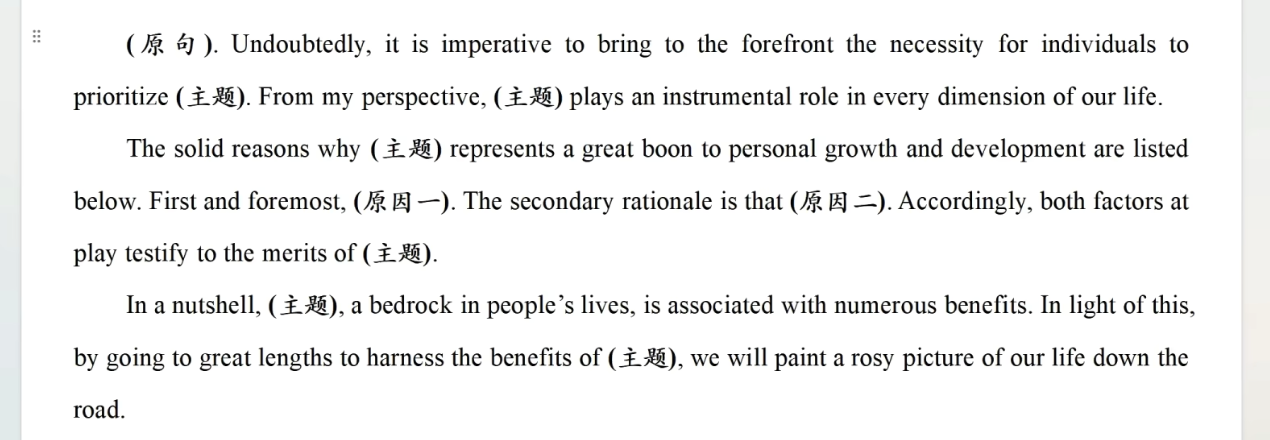 (原句). Undoubtedly, it is imperative to bring to the forefront the necessity for individuals to
prioritize (主题). From my perspective, (主题) plays an instrumental role in every dimension of our life.
The solid reasons why (主题) represents a great boon to personal growth and development are listed
below. First and foremost, (原因一). The secondary rationale is that (原因二). Accordingly, both factors at
play testify to the merits of (主题).
In a nutshell, (主题), a bedrock in people’s lives, is associated with numerous benefits. In light of this,
by going to great lengths to harness the benefits of (主题), we will paint a rosy picture of our life down the
road.